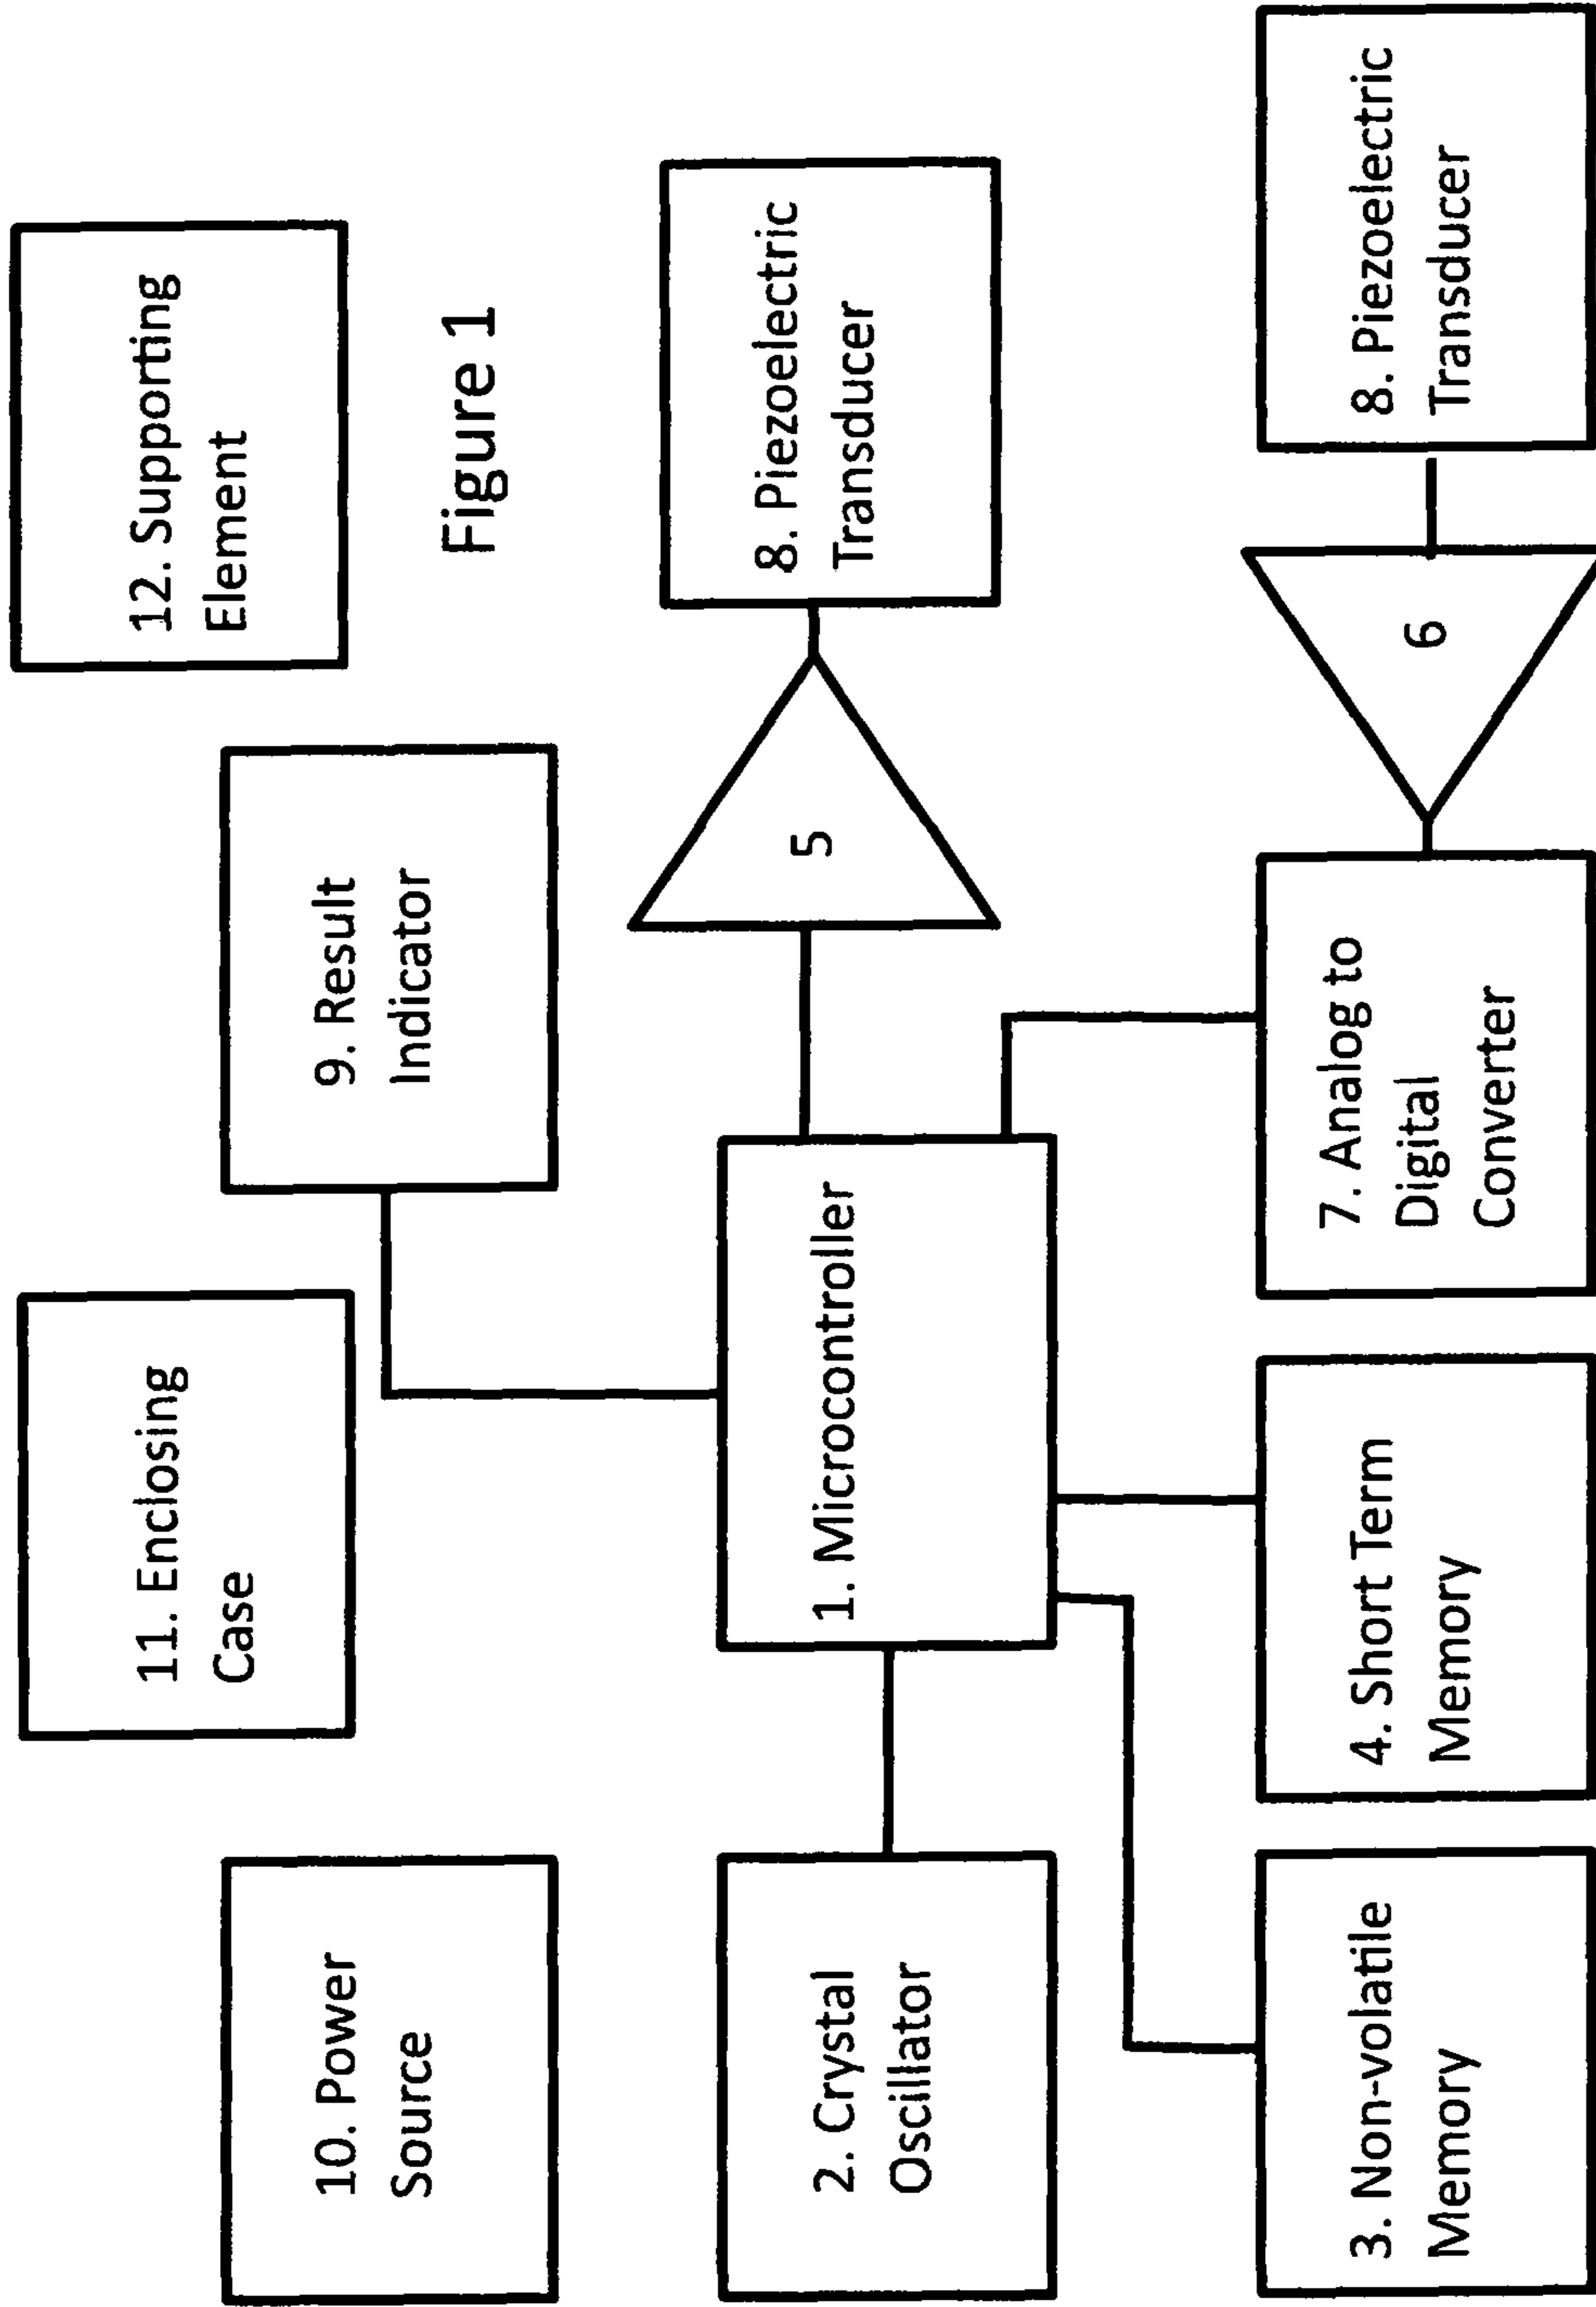 12. Supporting
Element
11. Enclosing
Case
Figure 1
10. Power
Source
9. Result
Indicator
2. Crystal
Oscillator
1. Microcontroller
5
8. Piezoelectric
Transducer
3. Non-volatile
Memory
4. Short Term
Memory
7. Analog to
Digital
Converter
6
8. Piezoelectric
Transducer